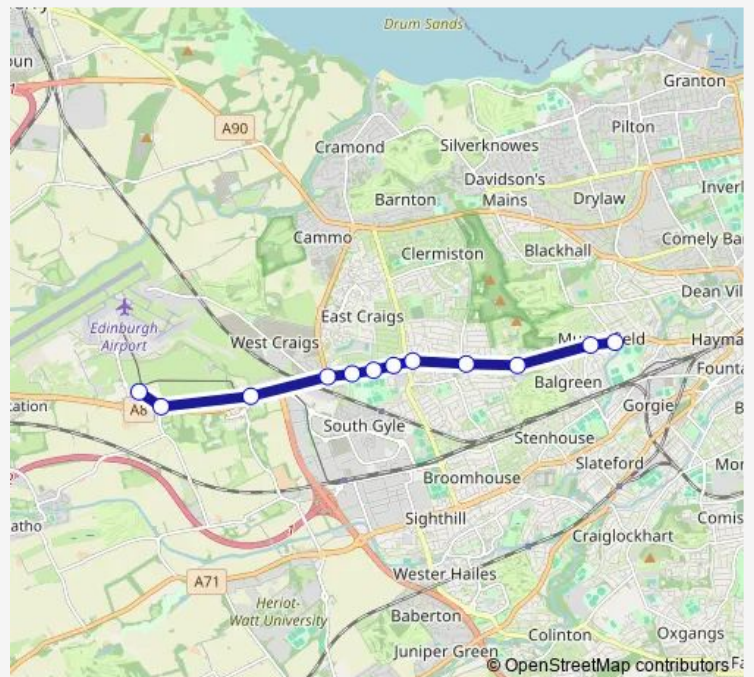 Drum Sands
Granton
A90
Pilton
Cramond
Silverknowes
Davidson's
Mains
Barnton
Drylaw
Cammo
Clermiston
Blackhall
Dean Vil
East Craigs
Edinburgh
Airport
West Craigs
Balgreen
A8
Gorgie
South Gyle
Stenhouse
Slateford
Broomhouse
Sighthill
Craiglockhart
Wester Hailes
A71
Heriot-
Watt University
Baberton
Colinton
Oxgangs
Juniper Green
© OpenStreetMap contributors